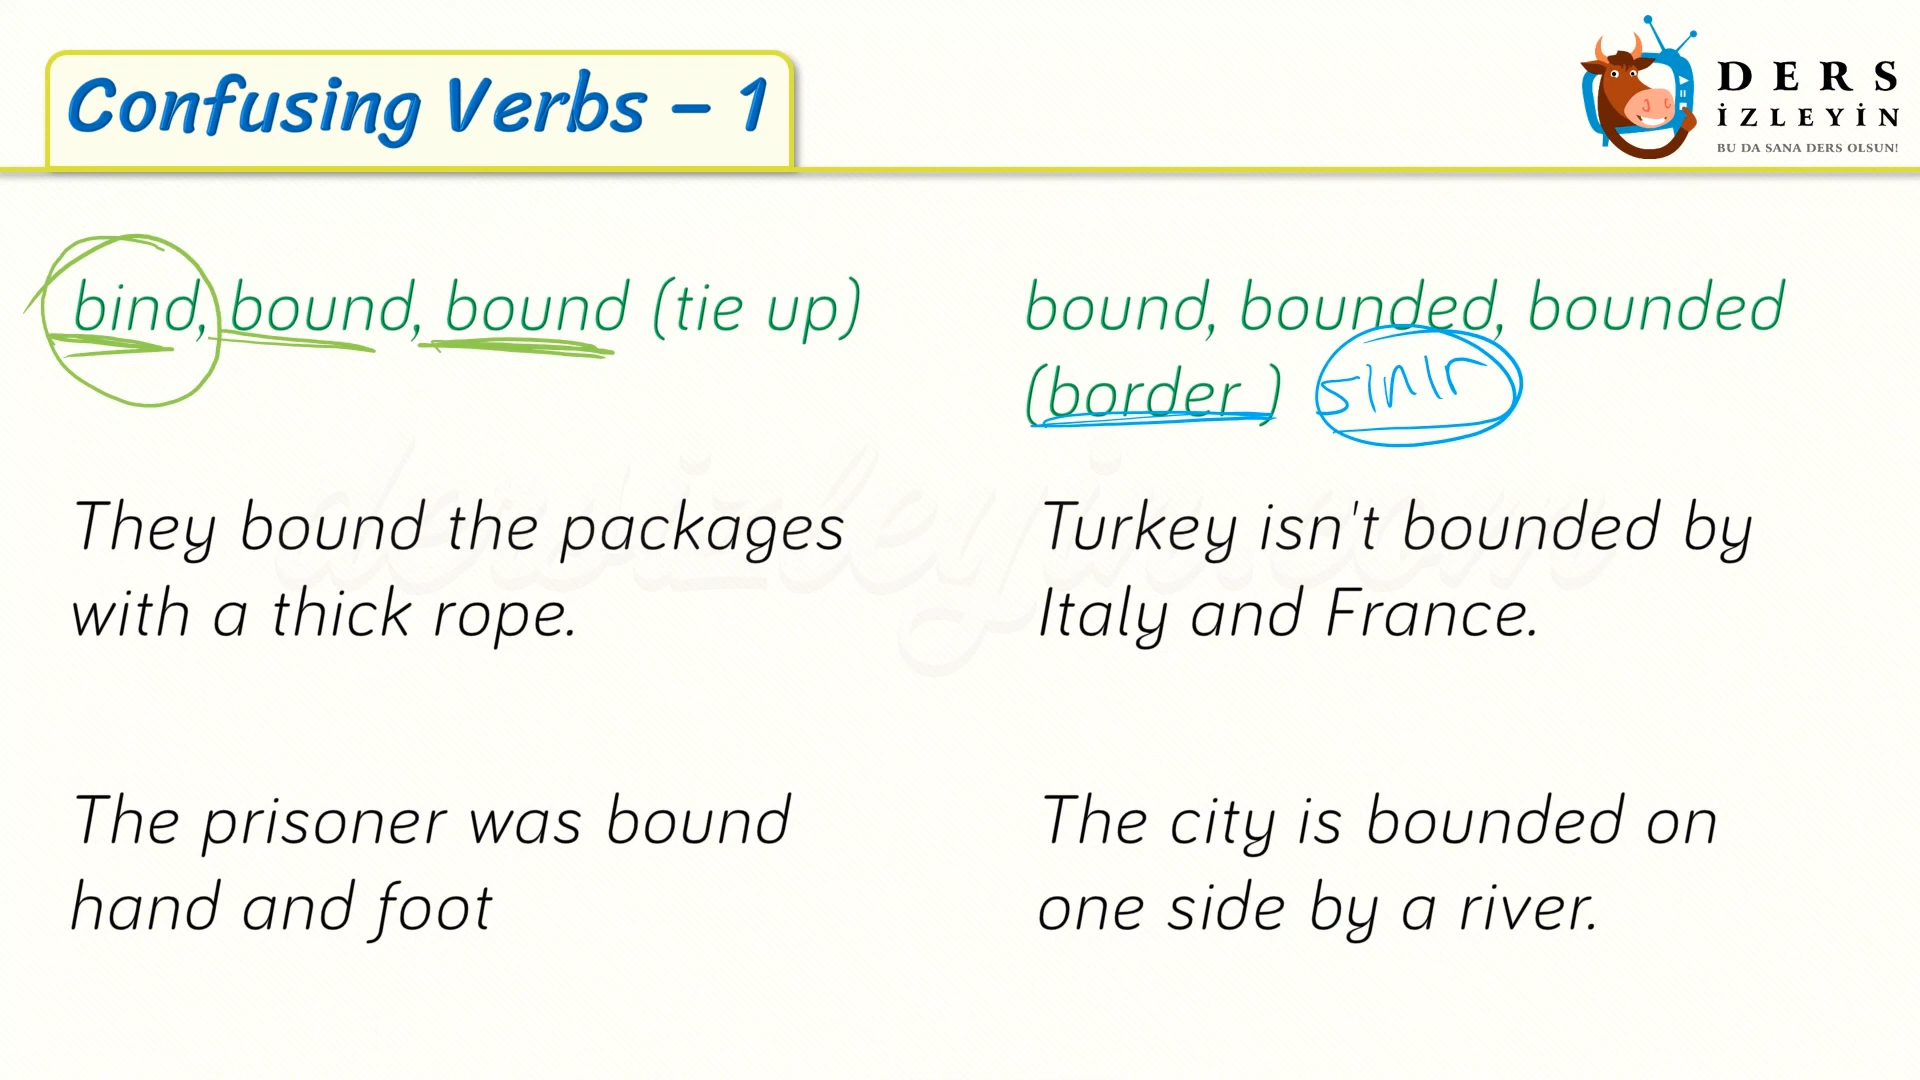 Confusing Verbs – 1
DERS
İZLEYİN
BU DA SANA DERS OLSUN!
bind, bound, bound (tie up)
They bound the packages
with a thick rope.
The prisoner was bound
hand and foot
bound, bounded, bounded
(border ) sınır
Turkey isn't bounded by
Italy and France.
The city is bounded on
one side by a river.
dersizleyin.com